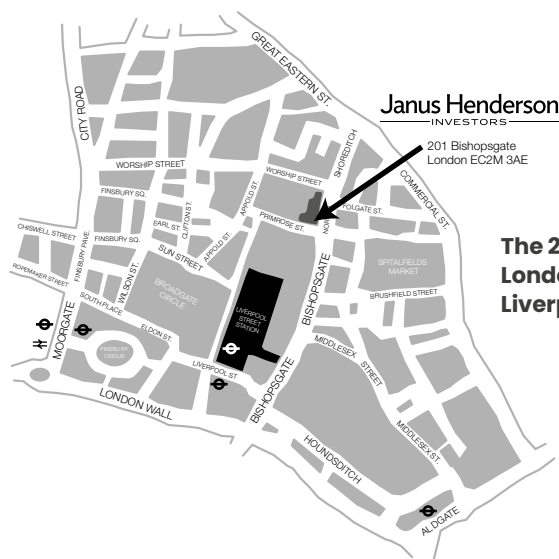 GREAT EASTERN ST.
CITY ROAD
Janus Henderson
INVESTORS
201 Bishopsgate
London EC2M 3AE
SHOREDITCH
COMMERCIAL ST.
WORSHIP STREET
WORSHIP STREET
FINSBURY SQ.
APPOLD ST.
FOLGATE ST.
PRIMROSE ST.
EARL ST.
CLIFTON ST.
CHISWELL STREET
FINSBURY PAVE.
FINSBURY SQ.
SUN STREET
APPOLD ST.
BISHOPSGATE
SPITALFIELDS
MARKET
The 2
Londo
Liverp
ROPEMAKER STREET
WILSON ST.
BROADGATE
CIRCLE
BRUSHFIELD STREET
SOUTH PLACE
LIVERPOOL
STREET
STATION
MOORGATE
ELDON ST.
FINSBURY
CIRCUS
MIDDLESEX
STREET
LIVERPOOL ST
LONDON WALL
BISHOPSGATE
MIDDLESEX ST.
HOUNDSDITCH
ALDGATE